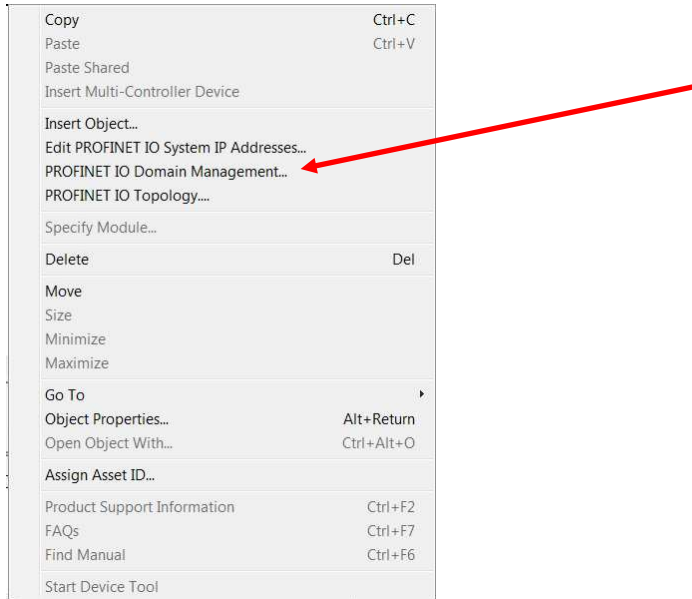 Copy Ctrl+C
Paste Ctrl+V
Paste Shared
Insert Multi-Controller Device
Insert Object...
Edit PROFINET IO System IP Addresses...
PROFINET IO Domain Management...
PROFINET IO Topology....
Specify Module...
Delete Del
Move
Size
Minimize
Maximize
Go To
Object Properties... Alt+Return
Open Object With... Ctrl+Alt+O
Assign Asset ID...
Product Support Information Ctrl+F2
FAQs Ctrl+F7
Find Manual Ctrl+F6
Start Device Tool